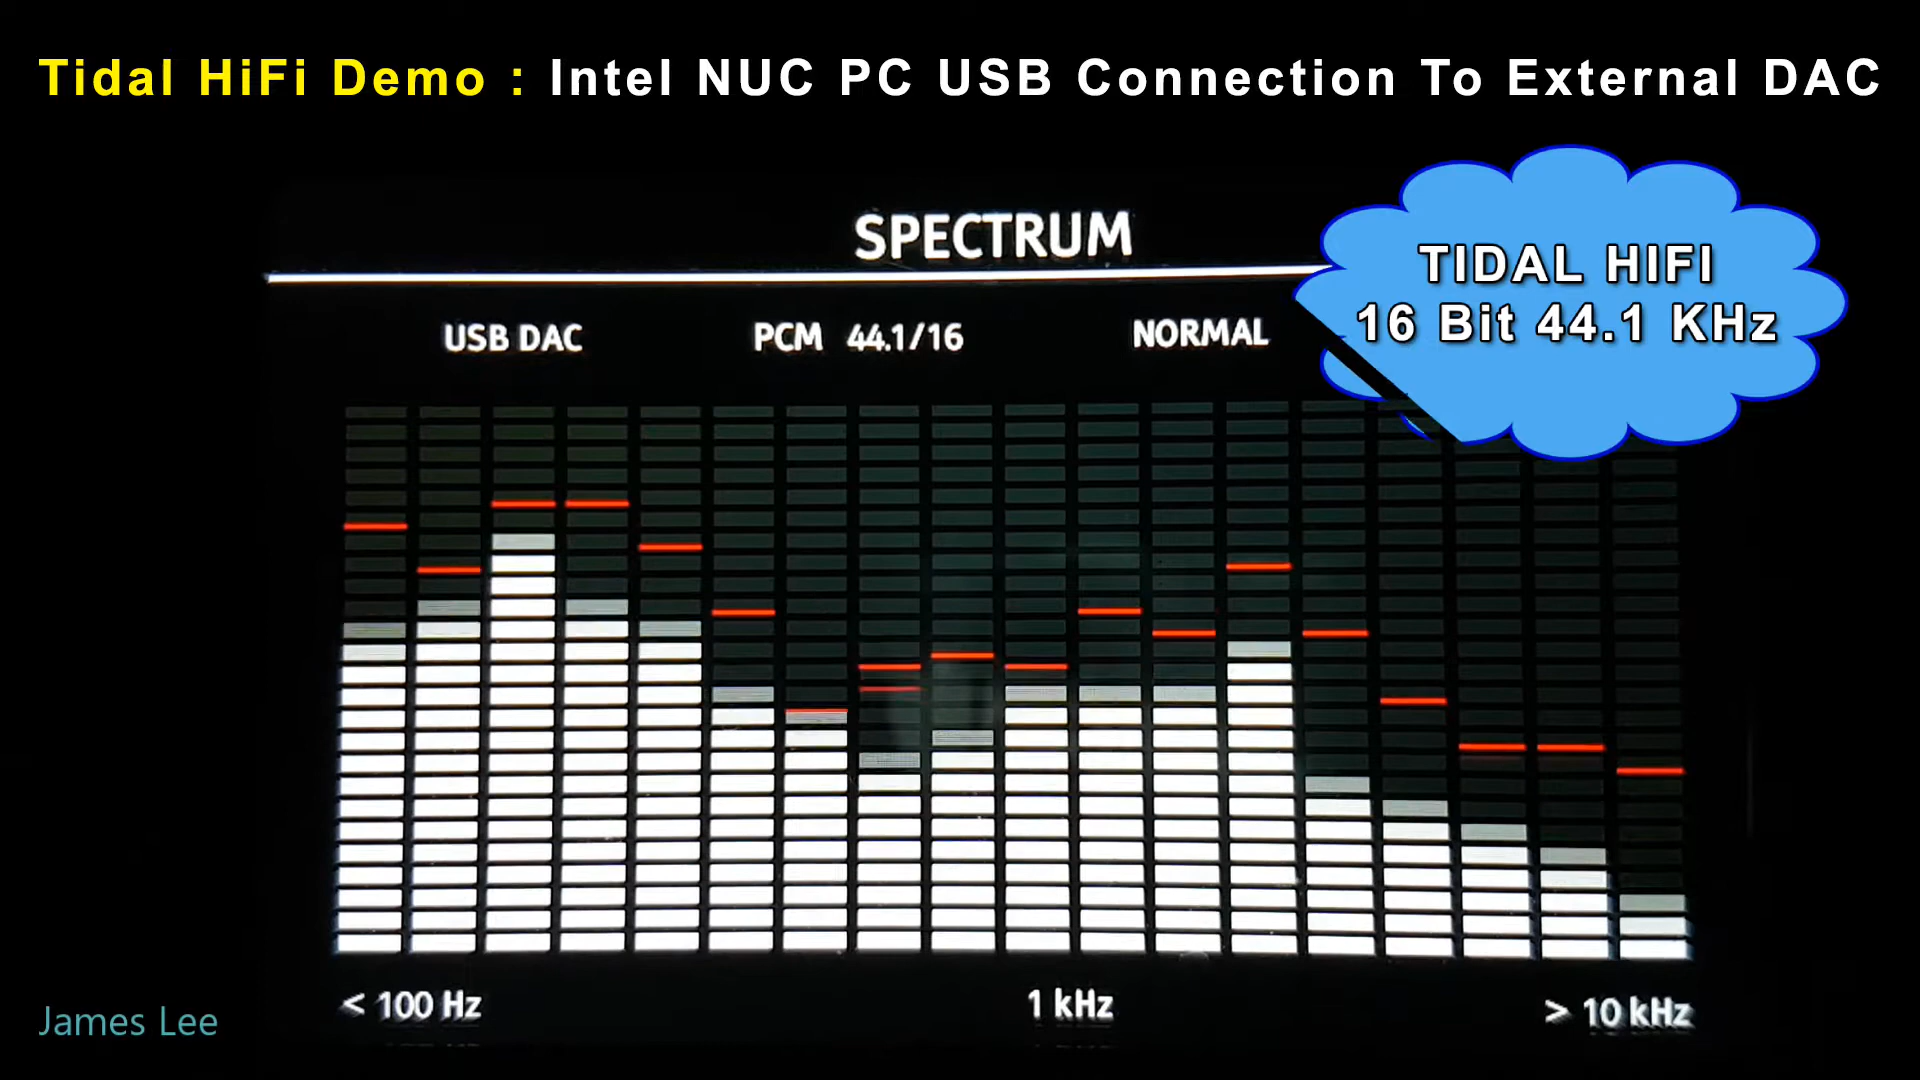 Tidal HiFi Demo : Intel NUC PC USB Connection To External DAC
SPECTRUM
TIDAL HIFI
16 Bit 44.1 KHz
USB DAC PCM 44.1/16 NORMAL
< 100 Hz 1 kHz > 10 kHz
James Lee